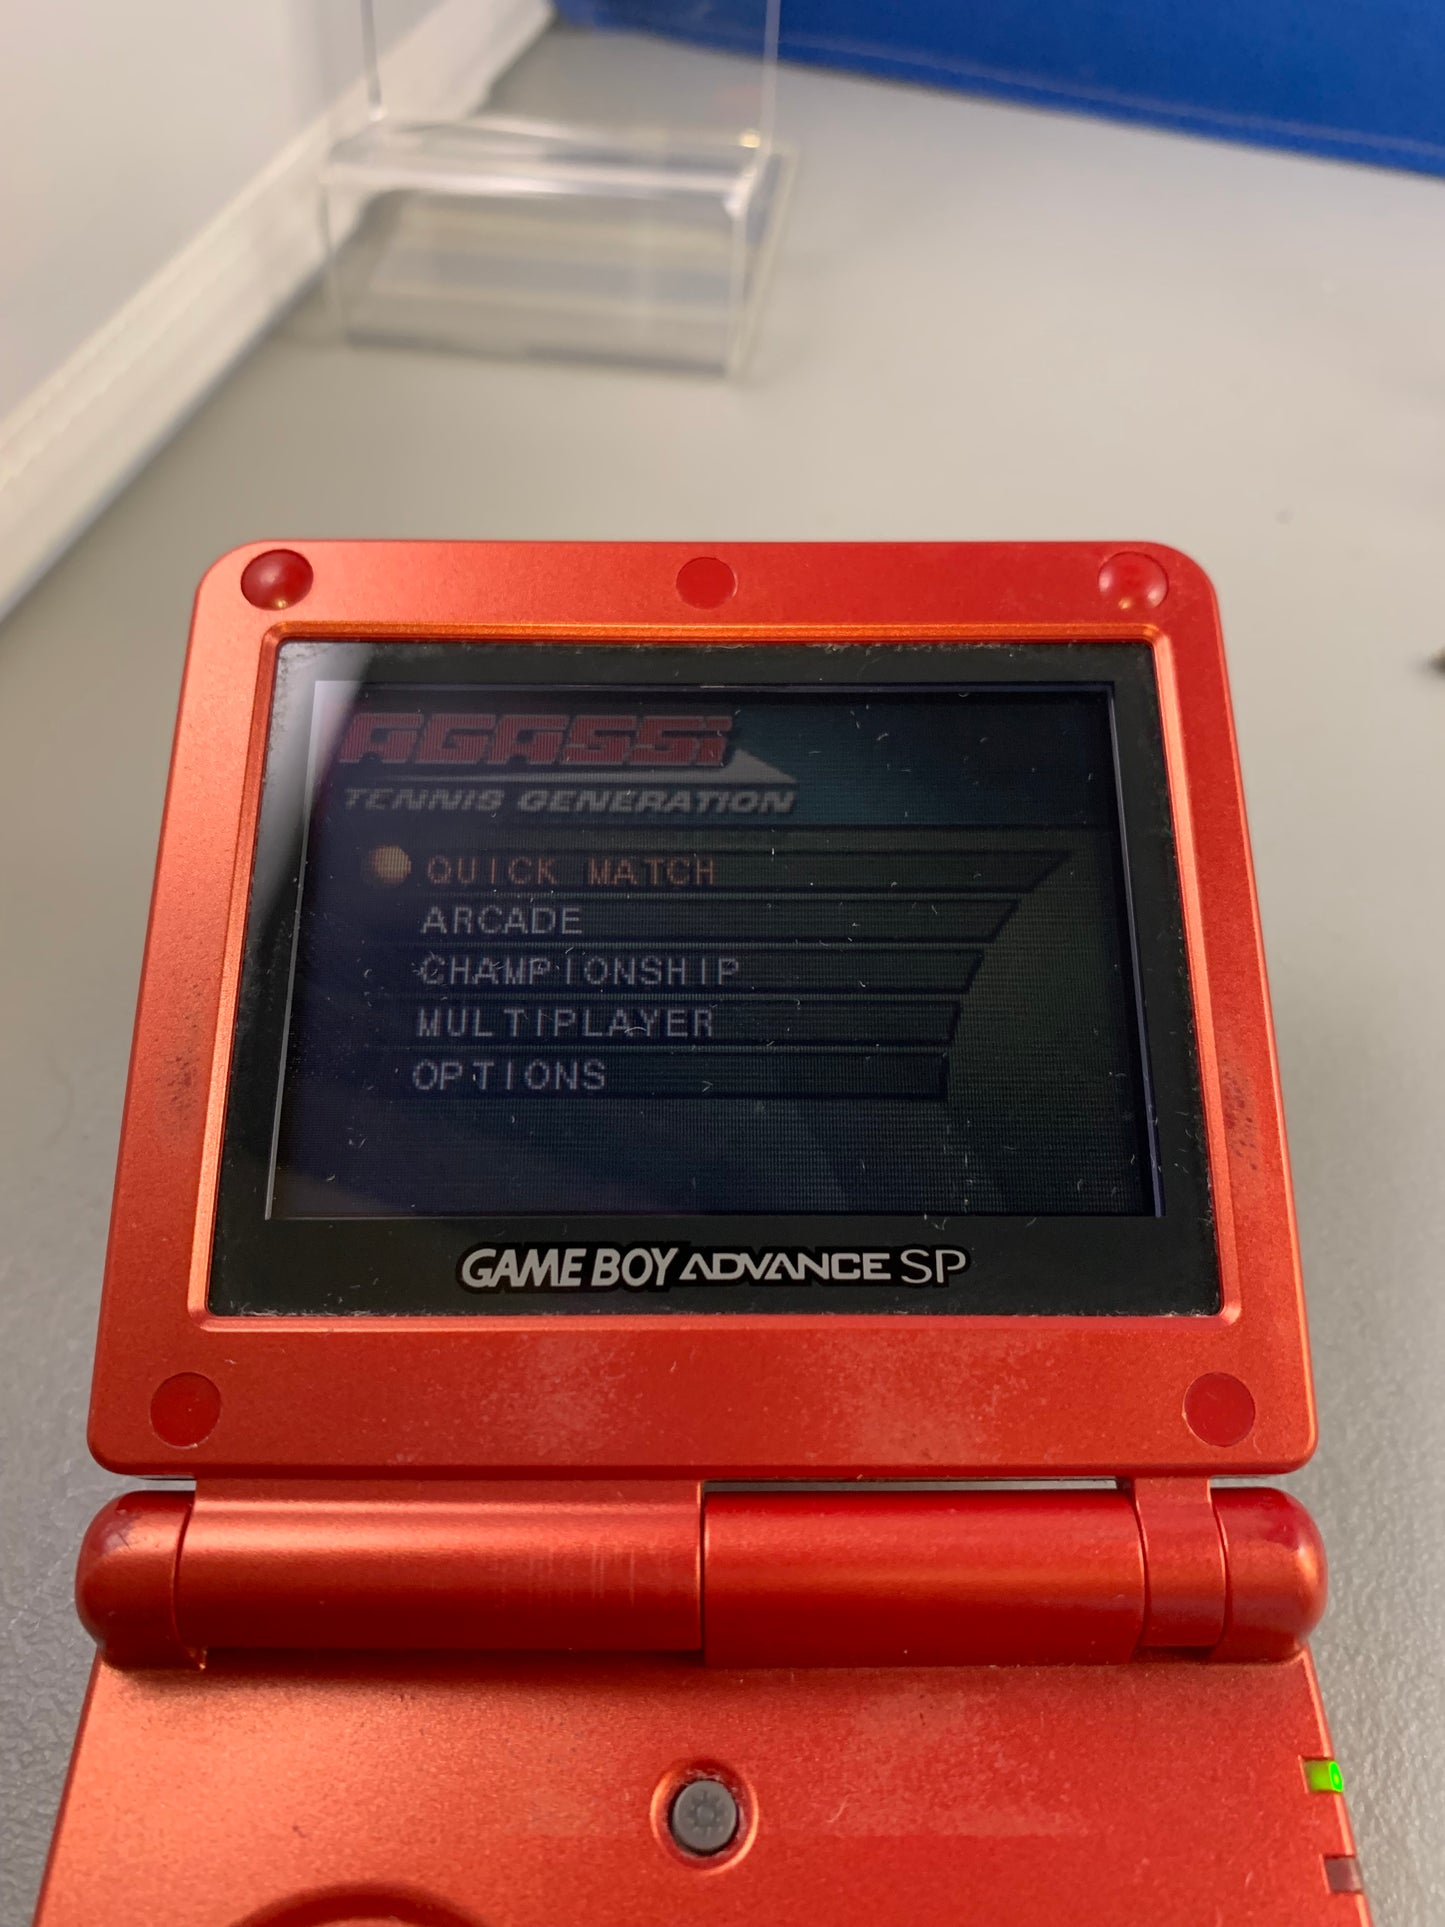 AGASSI
TENNIS GENERATION
QUICK MATCH
ARCADE
CHAMPIONSHIP
MULTIPLAYER
OPTIONS
GAME BOY ADVANCE SP